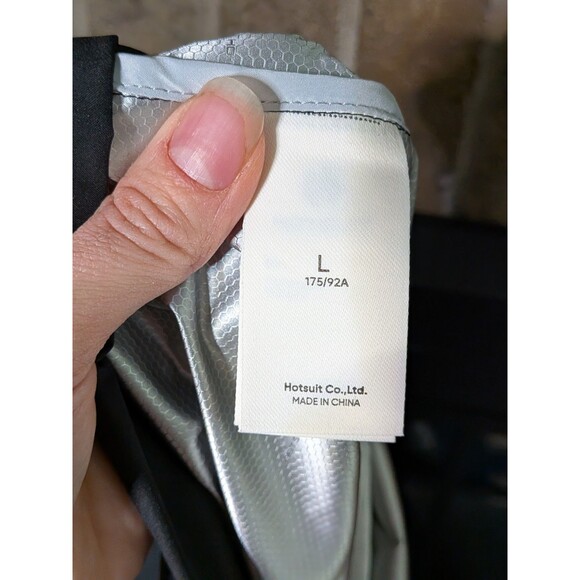 L
175/92A
Hotsuit Co.,Ltd.
MADE IN CHINA